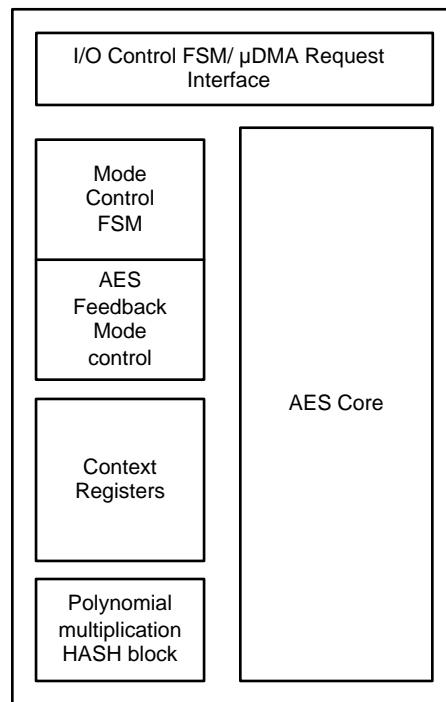 I/O Control FSM/ µDMA Request
Interface
Mode
Control
FSM
AES
Feedback
Mode
control
Context
Registers
Polynomial
multiplication
HASH block
AES Core